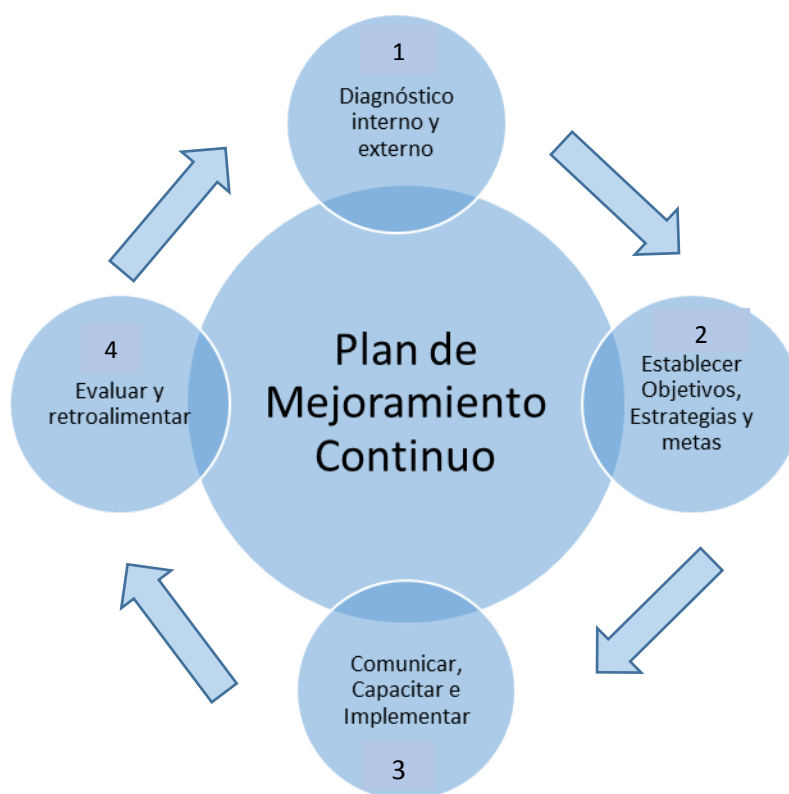 1
Diagnóstico
interno y
externo
2
Establecer
Objetivos,
Estrategias y
metas
Plan de
Mejoramiento
Continuo
4
Evaluar y
retroalimentar
Comunicar,
Capacitar e
Implementar
3